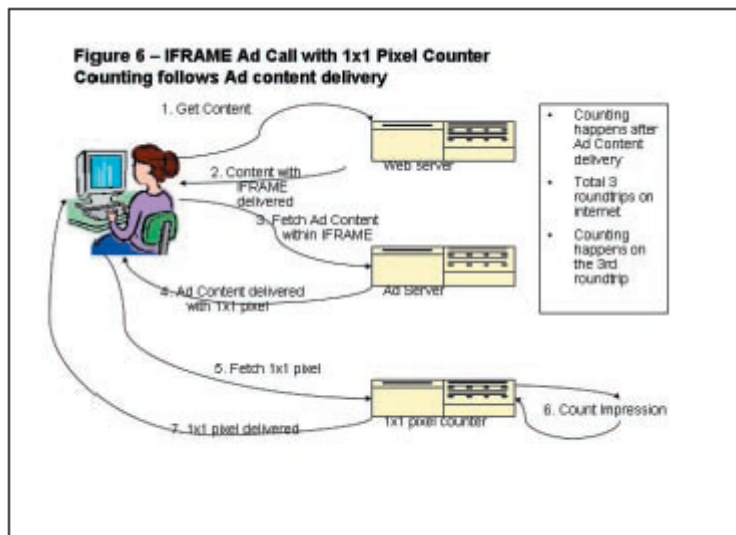 Figure 6 – IFRAME Ad Call with 1x1 Pixel Counter
Counting follows Ad content delivery
1. Get Content
Web server
2. Content with
IFRAME
delivered
3. Fetch Ad Content
within IFRAME
Ad Server
4. Ad Content delivered
with 1x1 pixel
5. Fetch 1x1 pixel
6. Count Impression
1x1 pixel counter
7. 1x1 pixel delivered
• Counting
happens after
Ad Content
delivery
• Total 3
roundtrips on
internet
• Counting
happens on
the 3rd
roundtrip